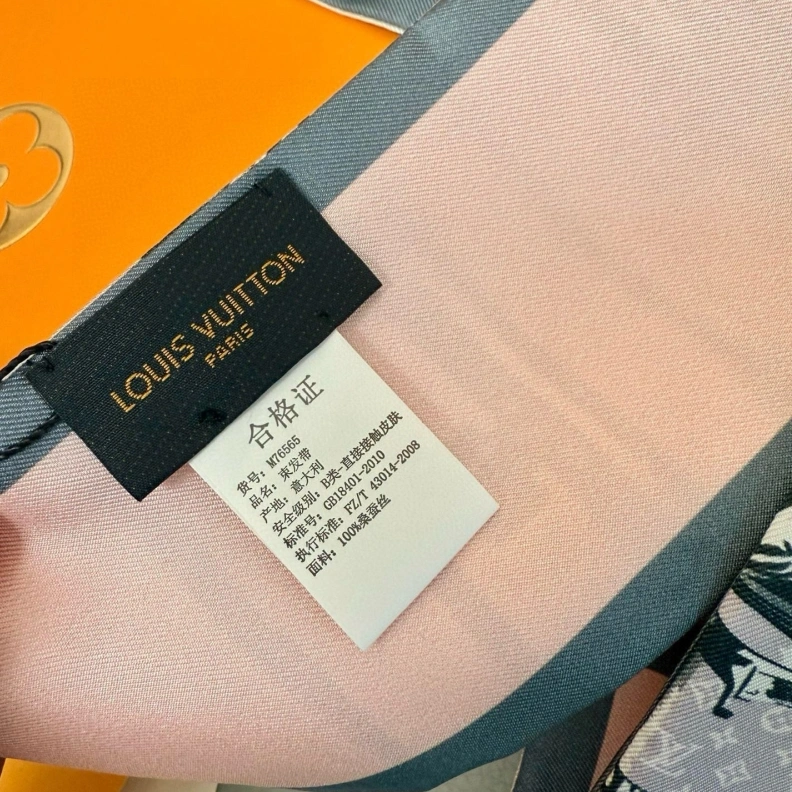 LOUIS VUITTON
PARIS
合格证
货号: M76565
品名: 束发带
产地: 意大利
安全级别: B类-直接接触皮肤
标准号: GB18401-2010
执行标准: FZ/T 43014-2008
面料: 100%桑蚕丝